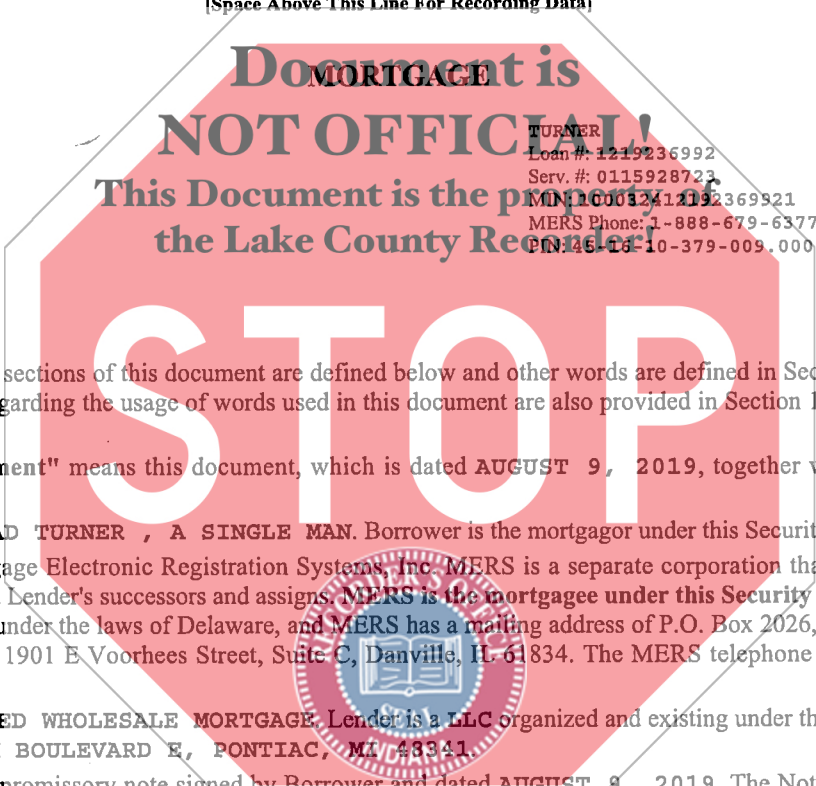 [Space Above This Line For Recording Data]
Document is
MORTGAGE
NOT OFFICIAL!
This Document is the property of
the Lake County Recorder!
TURNER
Loan #: 1219236992
Serv. #: 0115928723
MIN: 100032412192369921
MERS Phone: 1-888-679-6377
PIN: 45-16-10-379-009.000
STOP
sections of this document are defined below and other words are defined in Sec
garding the usage of words used in this document are also provided in Section 1
nent" means this document, which is dated AUGUST 9, 2019, together
D TURNER , A SINGLE MAN. Borrower is the mortgagor under this Securit
gage Electronic Registration Systems, Inc. MERS is a separate corporation tha
Lender's successors and assigns. MERS is the mortgagee under this Security
under the laws of Delaware, and MERS has a mailing address of P.O. Box 2026,
1901 E Voorhees Street, Suite C, Danville, IL 61834. The MERS telephone
RECORDER'S OFFICE
SEAL
INDIANA
ED WHOLESALE MORTGAGE. Lender is a LLC organized and existing under th
BOULEVARD E, PONTIAC, MI 48341.
promissory note signed by Borrower and dated AUGUST 9, 2019. The Not